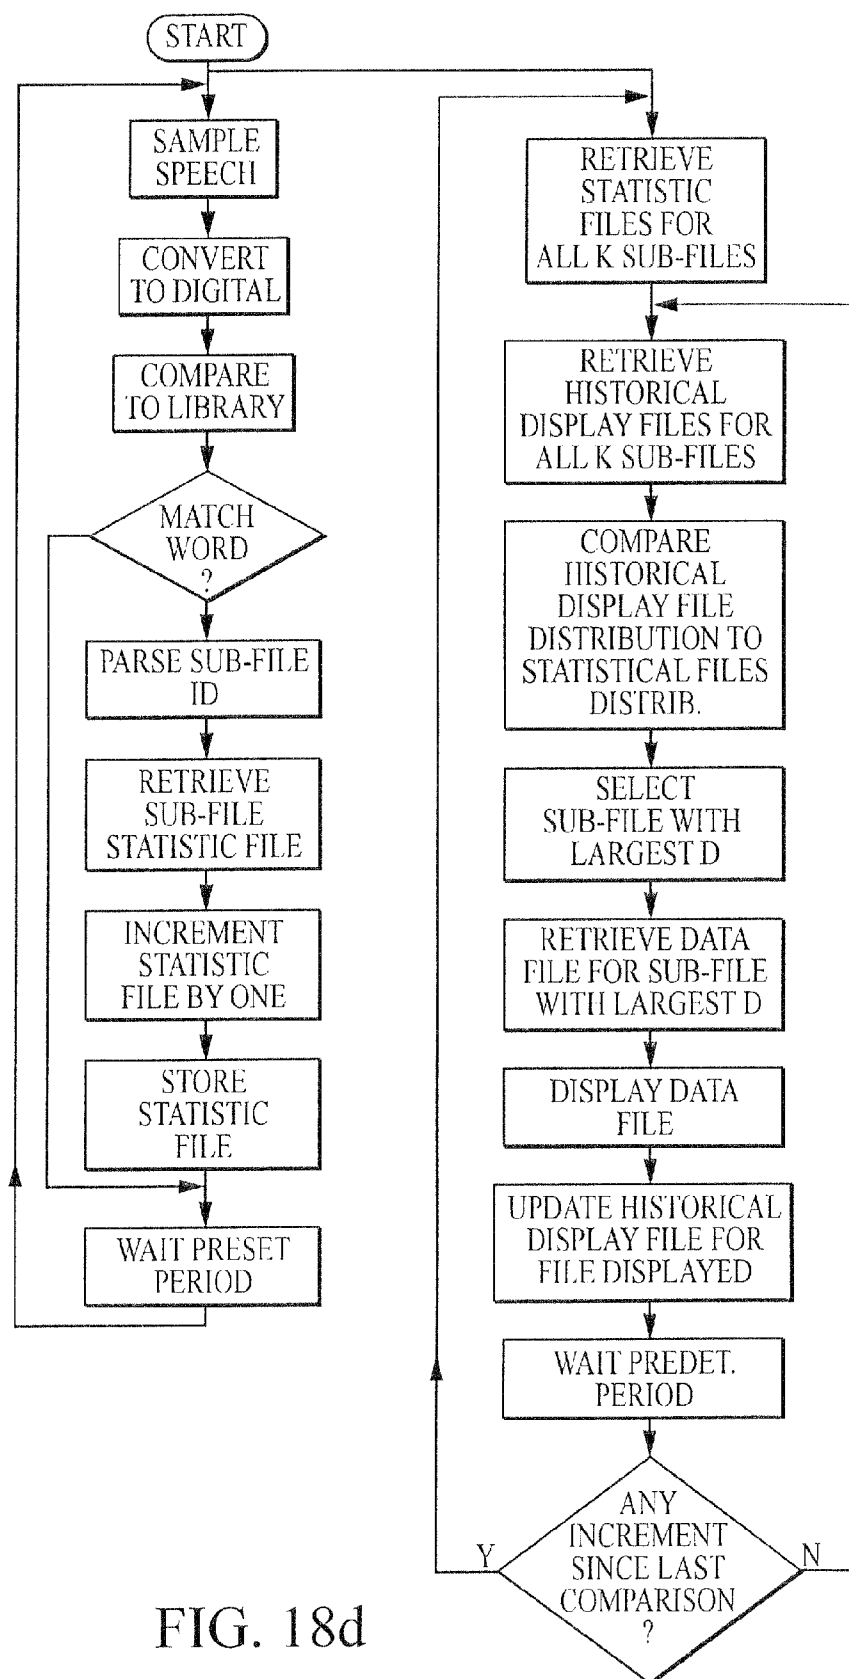 START
SAMPLE
SPEECH
CONVERT
TO DIGITAL
COMPARE
TO LIBRARY
MATCH
WORD
?
PARSE SUB-FILE
ID
RETRIEVE
SUB-FILE
STATISTIC FILE
INCREMENT
STATISTIC
FILE BY ONE
STORE
STATISTIC
FILE
WAIT PRESET
PERIOD
RETRIEVE
STATISTIC
FILES FOR
ALL K SUB-FILES
RETRIEVE
HISTORICAL
DISPLAY FILES FOR
ALL K SUB-FILES
COMPARE
HISTORICAL
DISPLAY FILE
DISTRIBUTION TO
STATISTICAL FILES
DISTRIB.
SELECT
SUB-FILE WITH
LARGEST D
RETRIEVE DATA
FILE FOR SUB-FILE
WITH LARGEST D
DISPLAY DATA
FILE
UPDATE HISTORICAL
DISPLAY FILE FOR
FILE DISPLAYED
WAIT PREDET.
PERIOD
ANY
INCREMENT
SINCE LAST
COMPARISON
?
Y
N
FIG. 18d